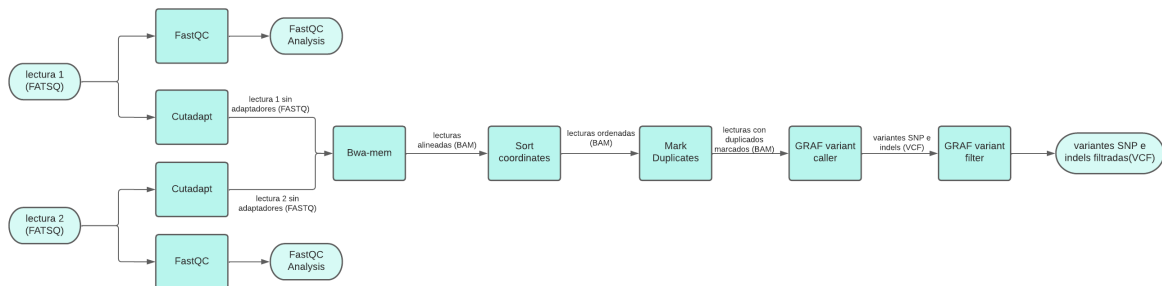 FastQC
FastQC
Analysis
lectura 1
(FATSQ)
Cutadapt
lectura 1 sin
adaptadores (FASTQ)
Bwa-mem
lecturas
alineadas (BAM)
Sort
coordinates
lecturas ordenadas
(BAM)
Mark
Duplicates
lecturas con
duplicados
marcados (BAM)
GRAF variant
caller
variantes SNP e
indels (VCF)
GRAF variant
filter
variantes SNP e
indels filtradas(VCF)
Cutadapt
lectura 2 sin
adaptadores (FASTQ)
lectura 2
(FATSQ)
FastQC
FastQC
Analysis